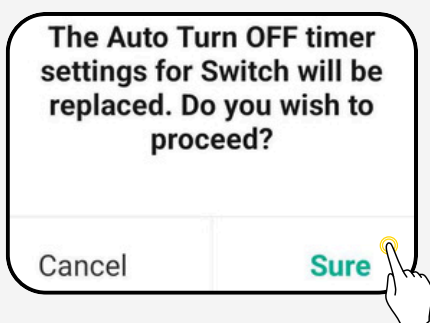 The Auto Turn OFF timer
settings for Switch will be
replaced. Do you wish to
proceed?
Cancel
Sure